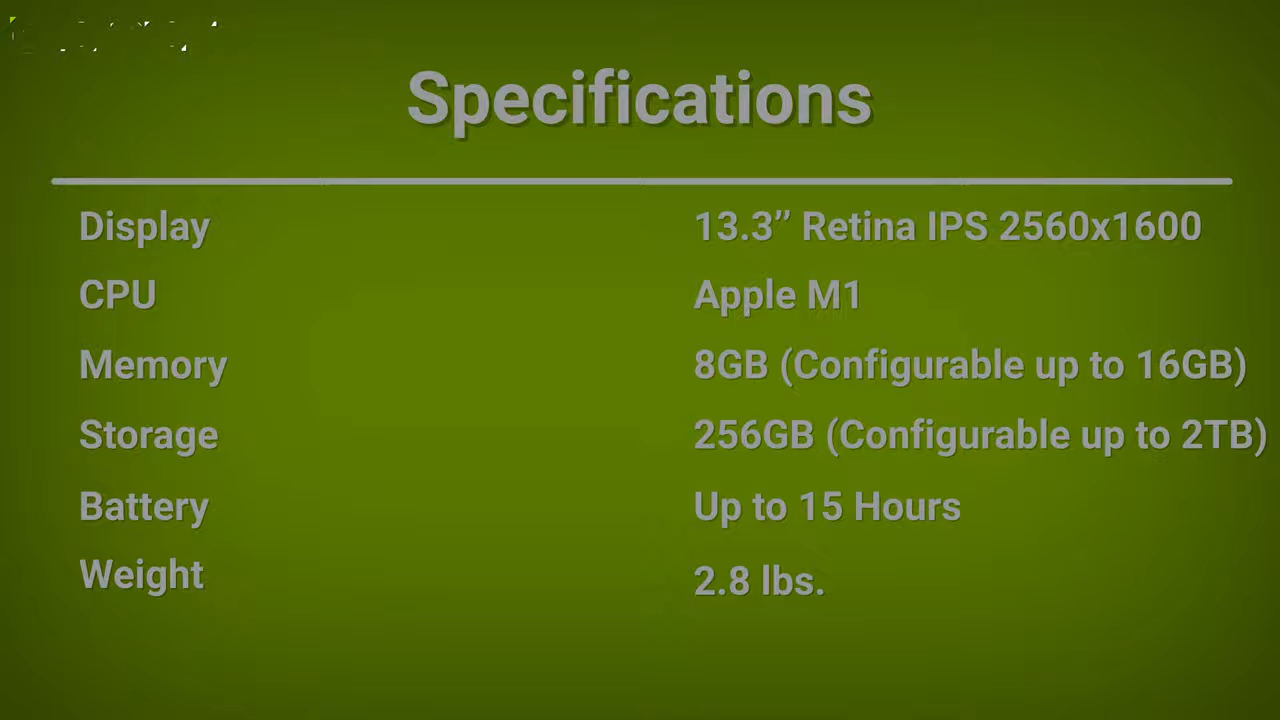 Specifications
Display 13.3’’ Retina IPS 2560x1600
CPU Apple M1
Memory 8GB (Configurable up to 16GB)
Storage 256GB (Configurable up to 2TB)
Battery Up to 15 Hours
Weight 2.8 lbs.